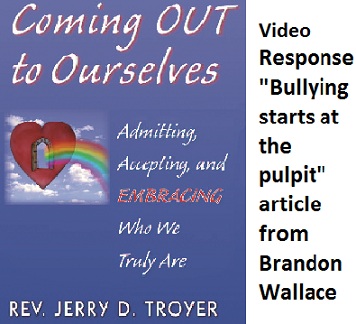 Coming OUT
to Ourselves
Admitting,
Accepting, and
EMBRACING
Who We
Truly Are
REV. JERRY D. TROYER
Video
Response
"Bullying
starts at
the
pulpit"
article
from
Brandon
Wallace